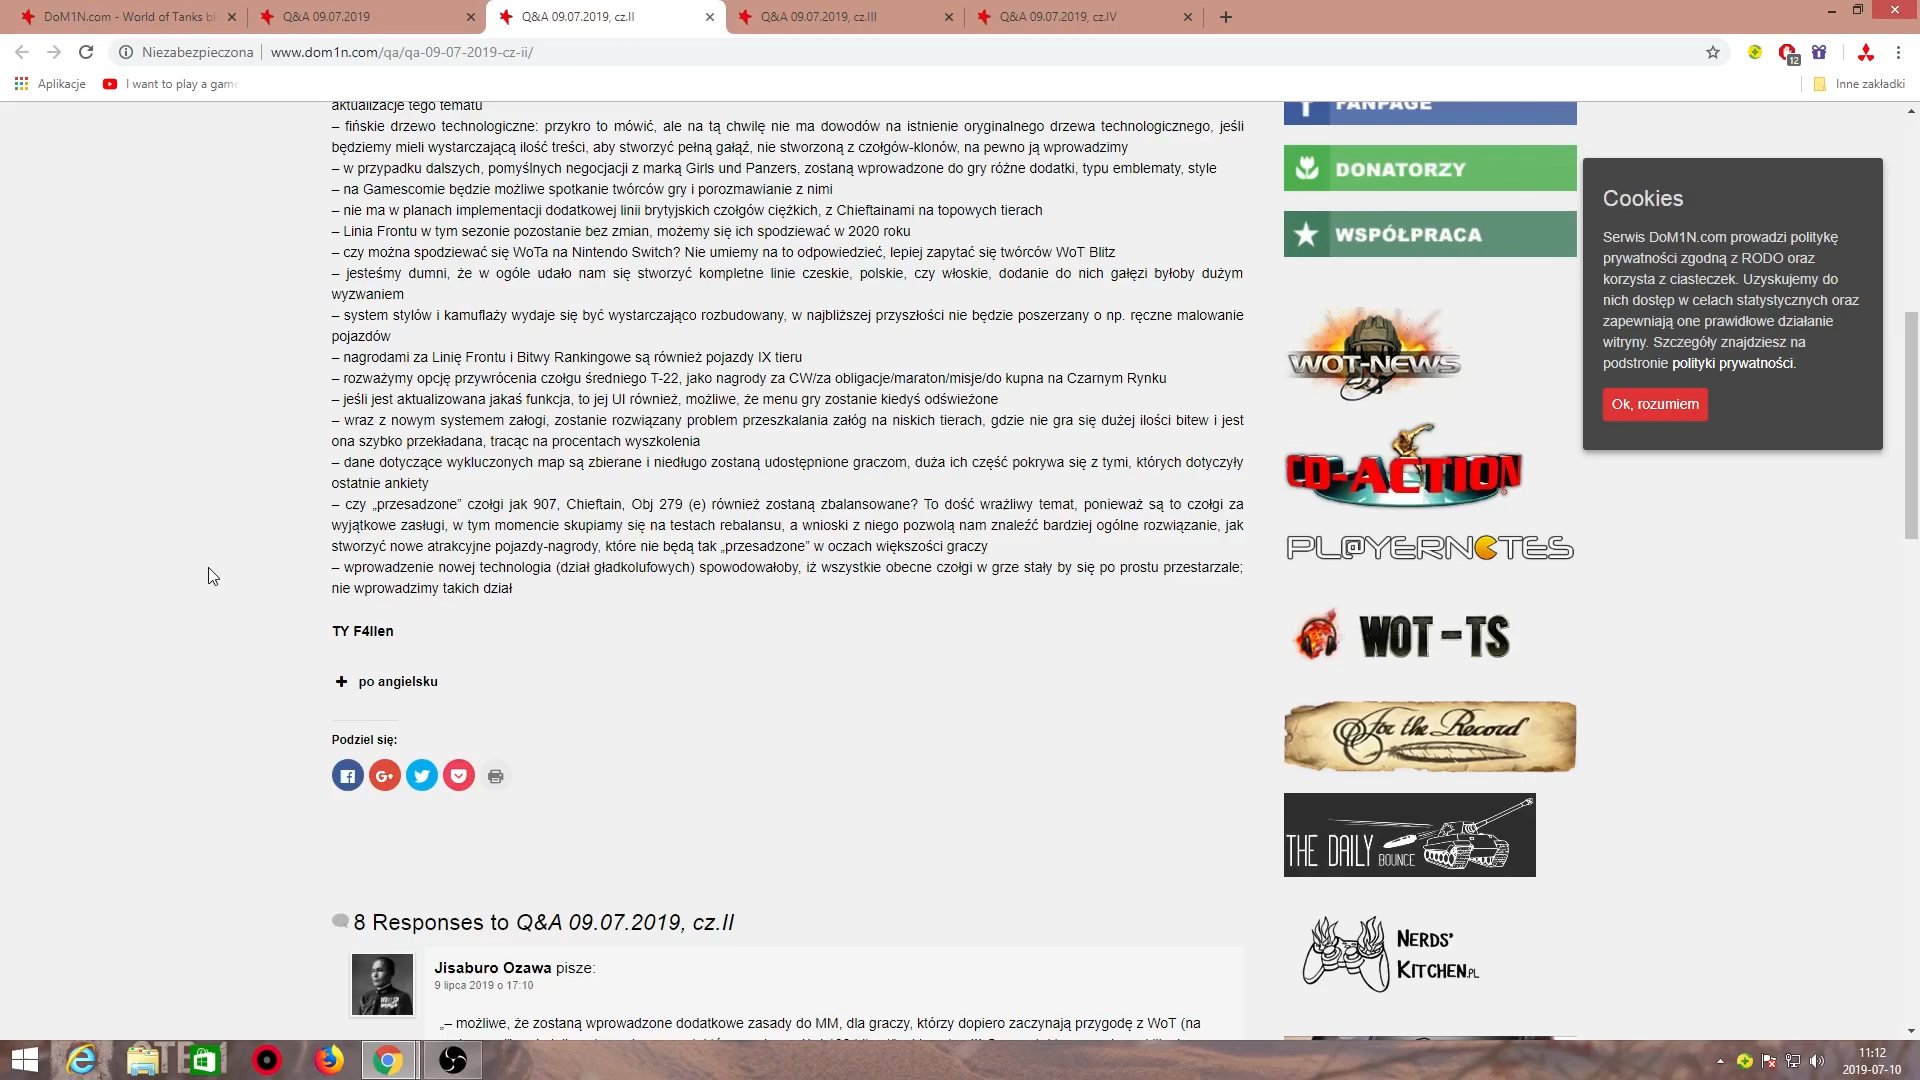 DoM1N.com - World of Tanks bl
Q&A 09.07.2019
Q&A 09.07.2019, cz.II
Q&A 09.07.2019, cz.III
Q&A 09.07.2019, cz.IV
Niezabezpieczona
www.dom1n.com/qa/qa-09-07-2019-cz-ii/
12
Aplikacje
I want to play a game
Inne zakładki
aktualizacje tego tematu
– fińskie drzewo technologiczne: przykro to mówić, ale na tą chwilę nie ma dowodów na istnienie oryginalnego drzewa technologicznego, jeśli
będziemy mieli wystarczającą ilość treści, aby stworzyć pełną gałąź, nie stworzoną z czołgów-klonów, na pewno ją wprowadzimy
– w przypadku dalszych, pomyślnych negocjacji z marką Girls und Panzers, zostaną wprowadzone do gry różne dodatki, typu emblematy, style
– na Gamescomie będzie możliwe spotkanie twórców gry i porozmawianie z nimi
– nie ma w planach implementacji dodatkowej linii brytyjskich czołgów ciężkich, z Chieftainami na topowych tierach
– Linia Frontu w tym sezonie pozostanie bez zmian, możemy się ich spodziewać w 2020 roku
– czy można spodziewać się WoTa na Nintendo Switch? Nie umiemy na to odpowiedzieć, lepiej zapytać się twórców WoT Blitz
– jesteśmy dumni, że w ogóle udało nam się stworzyć kompletne linie czeskie, polskie, czy włoskie, dodanie do nich gałęzi byłoby dużym
wyzwaniem
– system stylów i kamuflaży wydaje się być wystarczająco rozbudowany, w najbliższej przyszłości nie będzie poszerzany o np. ręczne malowanie
pojazdów
– nagrodami za Linię Frontu i Bitwy Rankingowe są również pojazdy IX tieru
– rozważymy opcję przywrócenia czołgu średniego T-22, jako nagrody za CW/za obligacje/maraton/misje/do kupna na Czarnym Rynku
– jeśli jest aktualizowana jakaś funkcja, to jej UI również, możliwe, że menu gry zostanie kiedyś odświeżone
– wraz z nowym systemem załogi, zostanie rozwiązany problem przeszkalania załóg na niskich tierach, gdzie nie gra się dużej ilości bitew i jest
ona szybko przekładana, tracąc na procentach wyszkolenia
– dane dotyczące wykluczonych map są zbierane i niedługo zostaną udostępnione graczom, duża ich część pokrywa się z tymi, których dotyczyły
ostatnie ankiety
– czy „przesadzone” czołgi jak 907, Chieftain, Obj 279 (e) również zostaną zbalansowane? To dość wrażliwy temat, ponieważ są to czołgi za
wyjątkowe zasługi, w tym momencie skupiamy się na testach rebalansu, a wnioski z niego pozwolą nam znaleźć bardziej ogólne rozwiązanie, jak
stworzyć nowe atrakcyjne pojazdy-nagrody, które nie będą tak „przesadzone” w oczach większości graczy
– wprowadzenie nowej technologia (dział gładkolufowych) spowodowałoby, iż wszystkie obecne czołgi w grze stały by się po prostu przestarzale;
nie wprowadzimy takich dział
TY F4llen
po angielsku
Podziel się:
8 Responses to Q&A 09.07.2019, cz.II
Jisaburo Ozawa pisze:
9 lipca 2019 o 17:10
„– możliwe, że zostaną wprowadzone dodatkowe zasady do MM, dla graczy, którzy dopiero zaczynają przygodę z WoT (na
FANPAGE
DONATORZY
WSPÓŁPRACA
WOT-NEWS
CD-ACTION
PL@YERNOTES
WOT-TS
For the Record
THE DAILY BOUNCE
NERDS'
KITCHEN.PL
Cookies
Serwis DoM1N.com prowadzi politykę
prywatności zgodną z RODO oraz
korzysta z ciasteczek. Uzyskujemy do
nich dostęp w celach statystycznych oraz
zapewniają one prawidłowe działanie
witryny. Szczegóły znajdziesz na
podstronie polityki prywatności.
Ok, rozumiem
11:12
2019-07-10